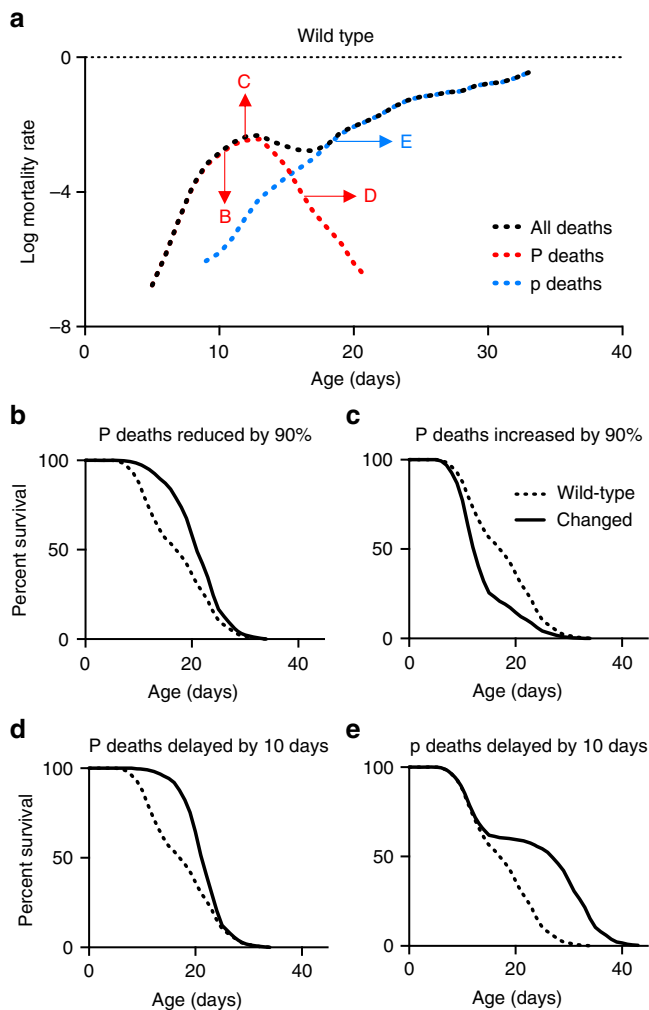 a
Wild type
0
−4
−8
Log mortality rate
C
B
D
E
All deaths
P deaths
p deaths
0 10 20 30 40
Age (days)
b
P deaths reduced by 90%
100
50
0
Percent survival
0 20 40
Age (days)
c
P deaths increased by 90%
100
50
0
Wild-type
Changed
0 20 40
Age (days)
d
P deaths delayed by 10 days
100
50
0
Percent survival
0 20 40
Age (days)
e
p deaths delayed by 10 days
100
50
0
0 20 40
Age (days)